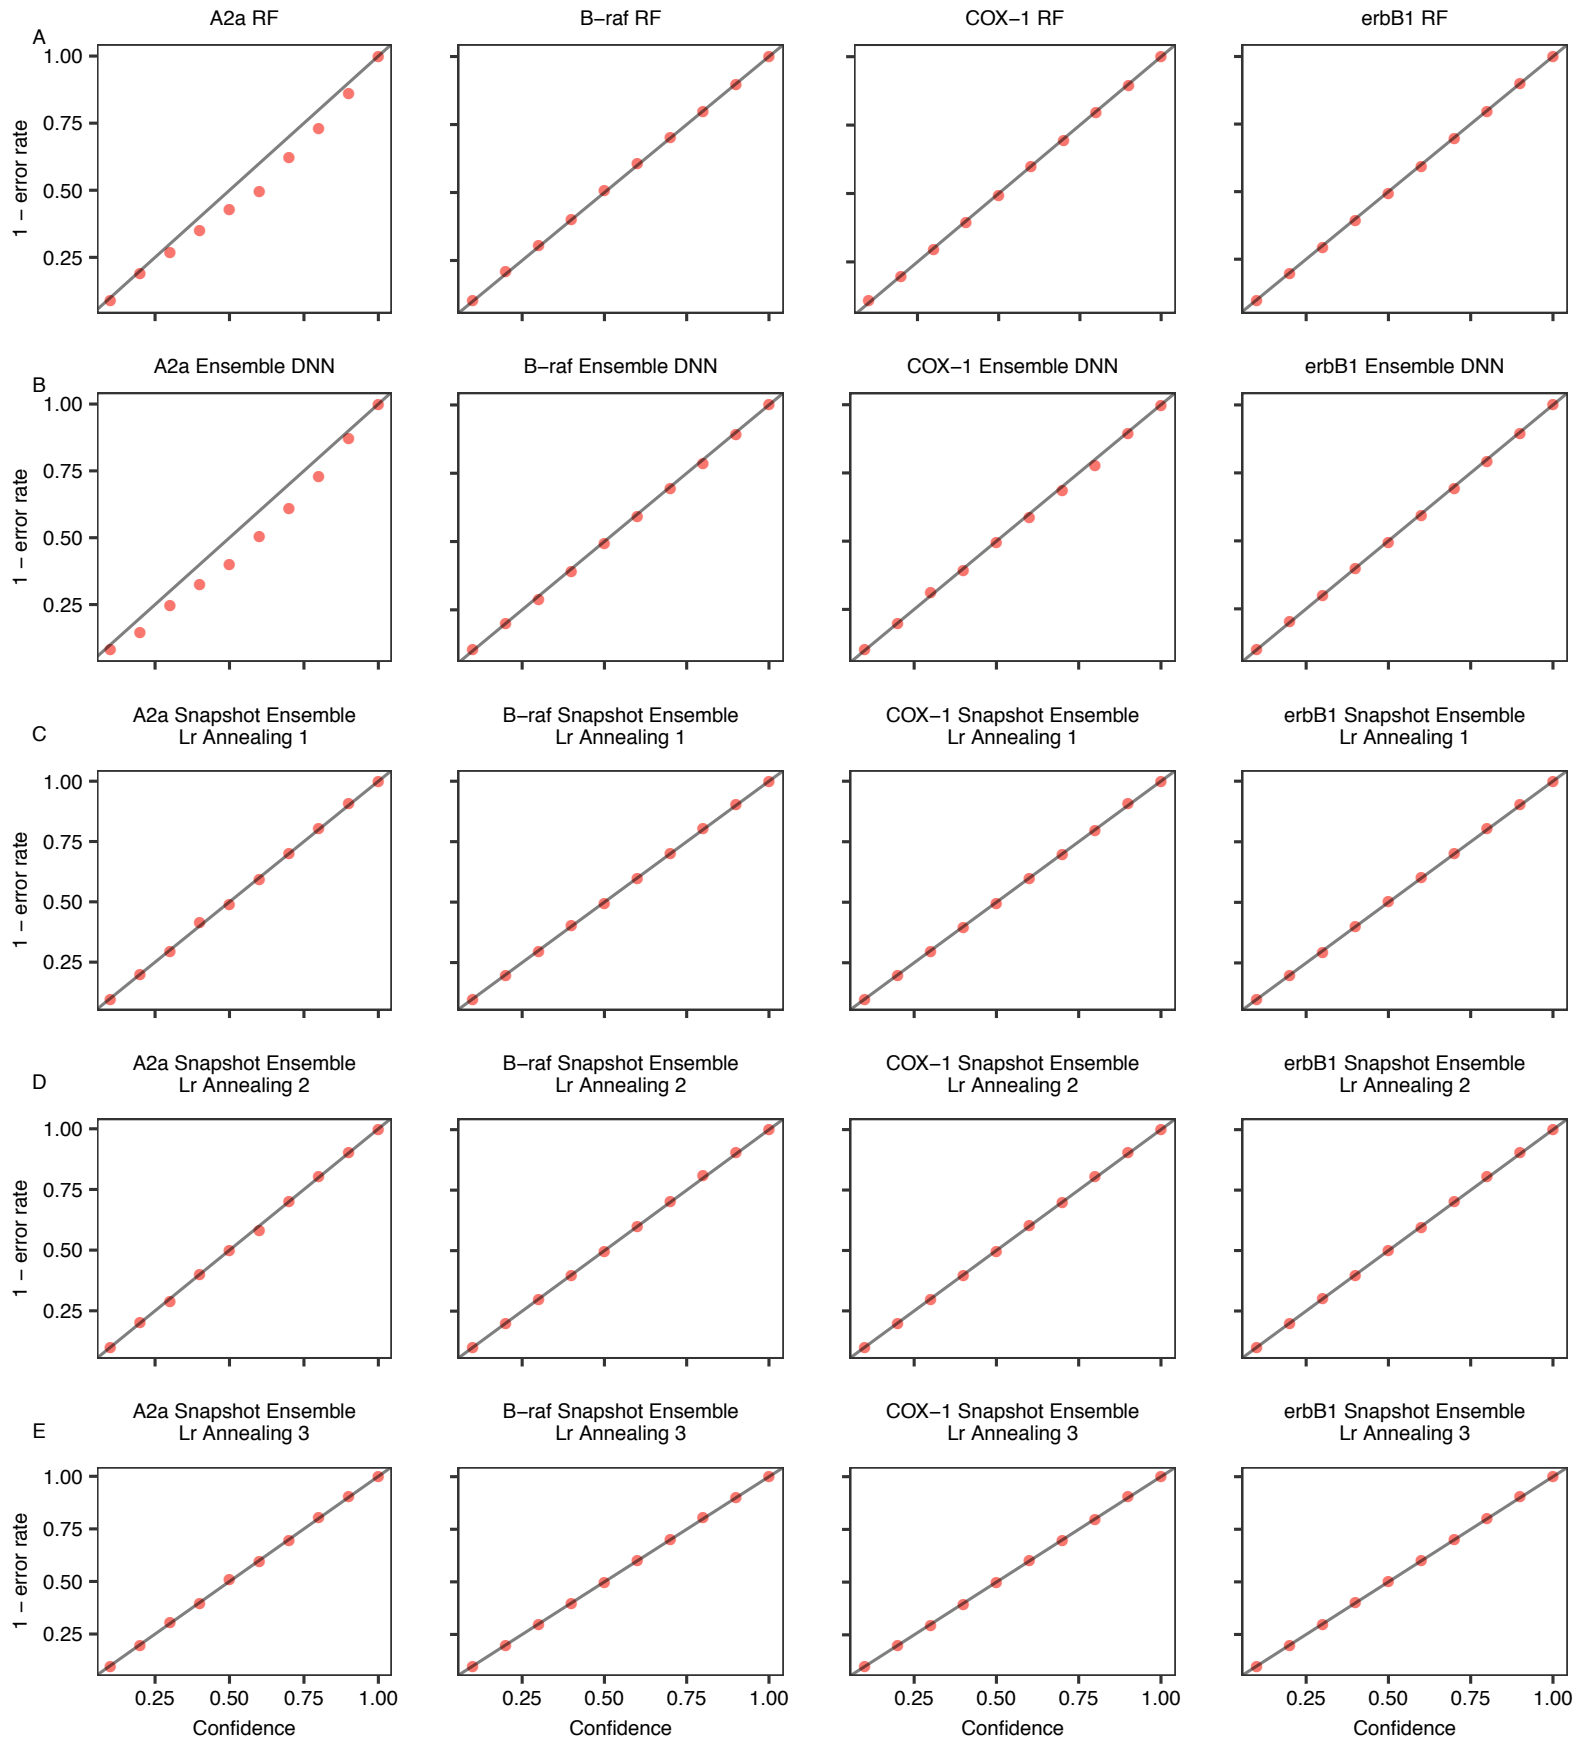 A
A2a RF
B−raf RF
COX−1 RF
erbB1 RF
1 − error rate
1.00
0.75
0.50
0.25
B
A2a Ensemble DNN
B−raf Ensemble DNN
COX−1 Ensemble DNN
erbB1 Ensemble DNN
1 − error rate
1.00
0.75
0.50
0.25
C
A2a Snapshot Ensemble
Lr Annealing 1
B−raf Snapshot Ensemble
Lr Annealing 1
COX−1 Snapshot Ensemble
Lr Annealing 1
erbB1 Snapshot Ensemble
Lr Annealing 1
1 − error rate
1.00
0.75
0.50
0.25
D
A2a Snapshot Ensemble
Lr Annealing 2
B−raf Snapshot Ensemble
Lr Annealing 2
COX−1 Snapshot Ensemble
Lr Annealing 2
erbB1 Snapshot Ensemble
Lr Annealing 2
1 − error rate
1.00
0.75
0.50
0.25
E
A2a Snapshot Ensemble
Lr Annealing 3
B−raf Snapshot Ensemble
Lr Annealing 3
COX−1 Snapshot Ensemble
Lr Annealing 3
erbB1 Snapshot Ensemble
Lr Annealing 3
1 − error rate
1.00
0.75
0.50
0.25
0.25 0.50 0.75 1.00
Confidence
0.25 0.50 0.75 1.00
Confidence
0.25 0.50 0.75 1.00
Confidence
0.25 0.50 0.75 1.00
Confidence